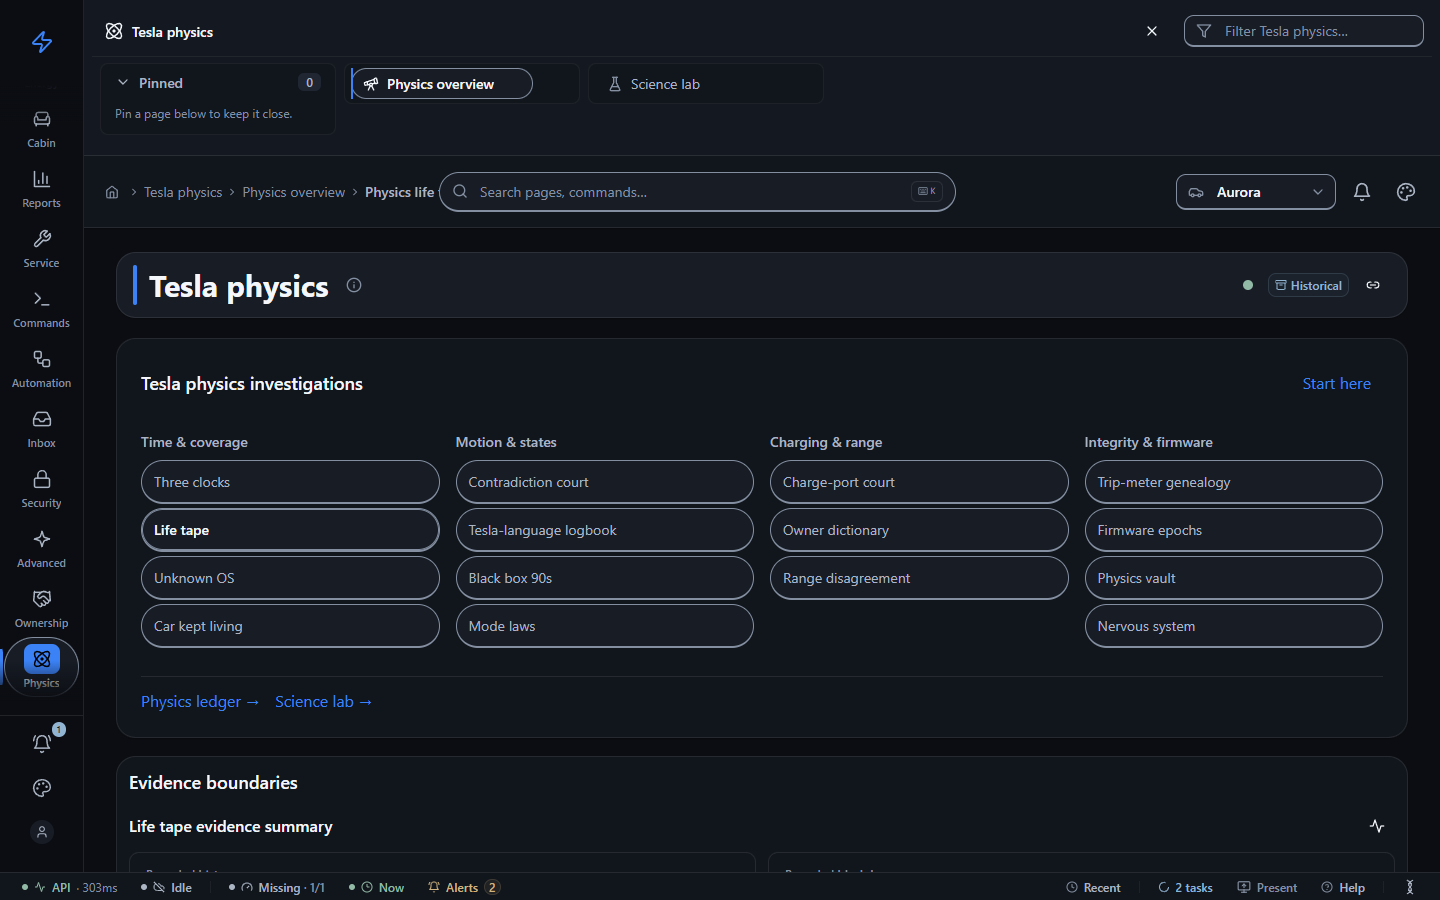 Tesla physics
Filter Tesla physics...
Pinned
0
Pin a page below to keep it close.
Physics overview
Science lab
Cabin
Reports
Service
Commands
Automation
Inbox
Security
Advanced
Ownership
Physics
1
Tesla physics
Physics overview
Physics life
Search pages, commands...
K
Aurora
Tesla physics
Historical
Tesla physics investigations
Start here
Time & coverage
Three clocks
Life tape
Unknown OS
Car kept living
Motion & states
Contradiction court
Tesla-language logbook
Black box 90s
Mode laws
Charging & range
Charge-port court
Owner dictionary
Range disagreement
Integrity & firmware
Trip-meter genealogy
Firmware epochs
Physics vault
Nervous system
Physics ledger →
Science lab →
Evidence boundaries
Life tape evidence summary
API · 303ms
Idle
Missing · 1/1
Now
Alerts 2
Recent
2 tasks
Present
Help